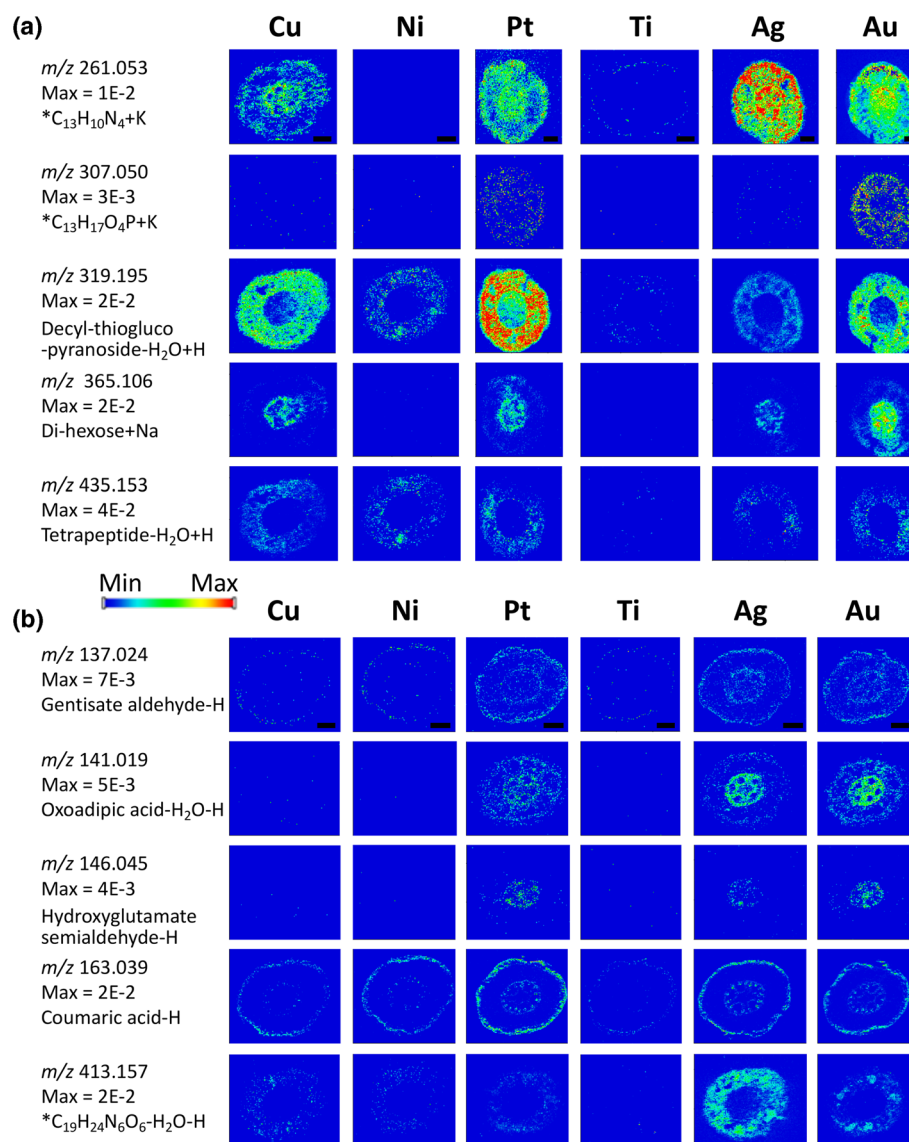 (a)
Cu Ni Pt Ti Ag Au
m/z 261.053
Max = 1E-2
*C₁₃H₁₀N₄+K
m/z 307.050
Max = 3E-3
*C₁₃H₁₇O₄P+K
m/z 319.195
Max = 2E-2
Decyl-thiogluco
-pyranoside-H₂O+H
m/z 365.106
Max = 2E-2
Di-hexose+Na
m/z 435.153
Max = 4E-2
Tetrapeptide-H₂O+H
Min Max
(b)
Cu Ni Pt Ti Ag Au
m/z 137.024
Max = 7E-3
Gentisate aldehyde-H
m/z 141.019
Max = 5E-3
Oxoadipic acid-H₂O-H
m/z 146.045
Max = 4E-3
Hydroxyglutamate
semialdehyde-H
m/z 163.039
Max = 2E-2
Coumaric acid-H
m/z 413.157
Max = 2E-2
*C₁₉H₂₄N₆O₆-H₂O-H